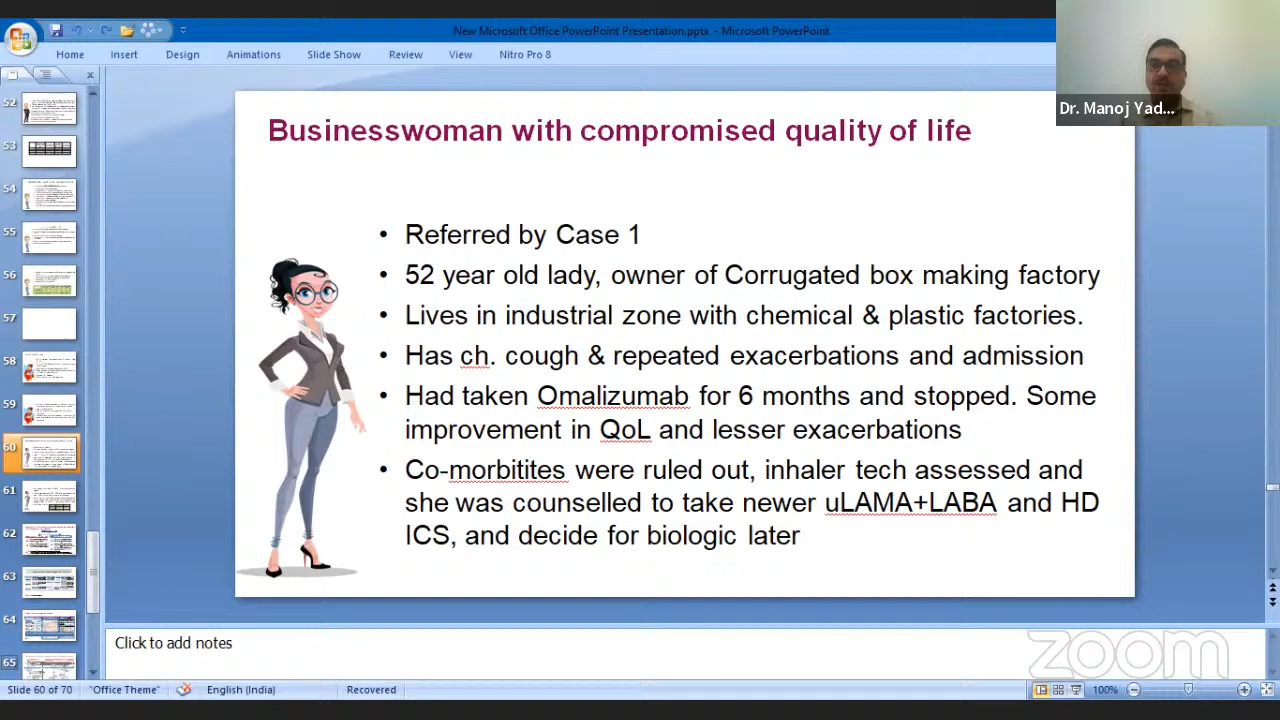 New Microsoft Office PowerPoint Presentation.pptx - Microsoft PowerPoint
Home Insert Design Animations Slide Show Review View Nitro Pro 8
Dr. Manoj Yad...
52
53
54
55
56
57
58
59
60
61
62
63
64
65
Businesswoman with compromised quality of life
• Referred by Case 1
• 52 year old lady, owner of Corrugated box making factory
• Lives in industrial zone with chemical & plastic factories.
• Has ch. cough & repeated exacerbations and admission
• Had taken Omalizumab for 6 months and stopped. Some
improvement in QoL and lesser exacerbations
• Co-morbitites were ruled out, inhaler tech assessed and
she was counselled to take newer uLAMA+LABA and HD
ICS, and decide for biologic later
Click to add notes
zoom
Slide 60 of 70 "Office Theme" English (India) Recovered 100%